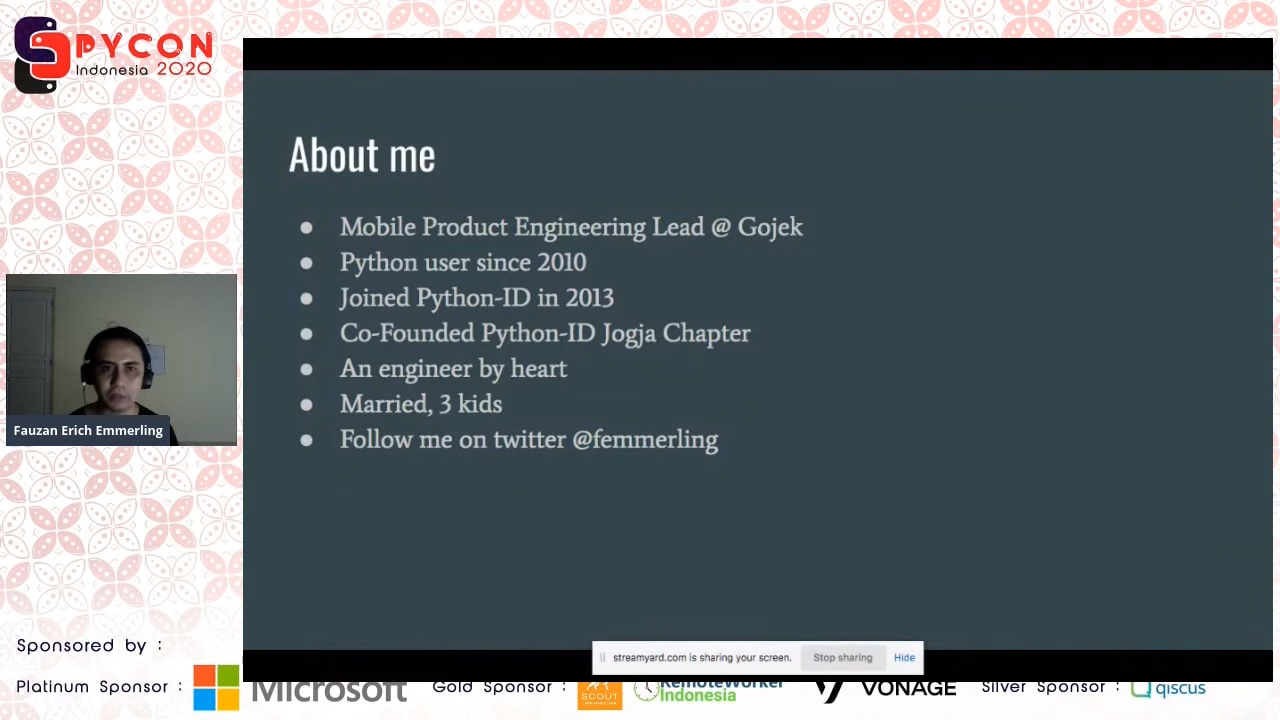 PYCON
Indonesia 2020
About me
Mobile Product Engineering Lead @ Gojek
Python user since 2010
Joined Python-ID in 2013
Co-Founded Python-ID Jogja Chapter
An engineer by heart
Married, 3 kids
Follow me on twitter @femmerling
Fauzan Erich Emmerling
streamyard.com is sharing your screen.
Stop sharing
Hide
Sponsored by :
Platinum Sponsor :
Microsoft
Gold Sponsor :
SCOUT
RemoteWorker
Indonesia
VONAGE
Silver Sponsor :
qiscus